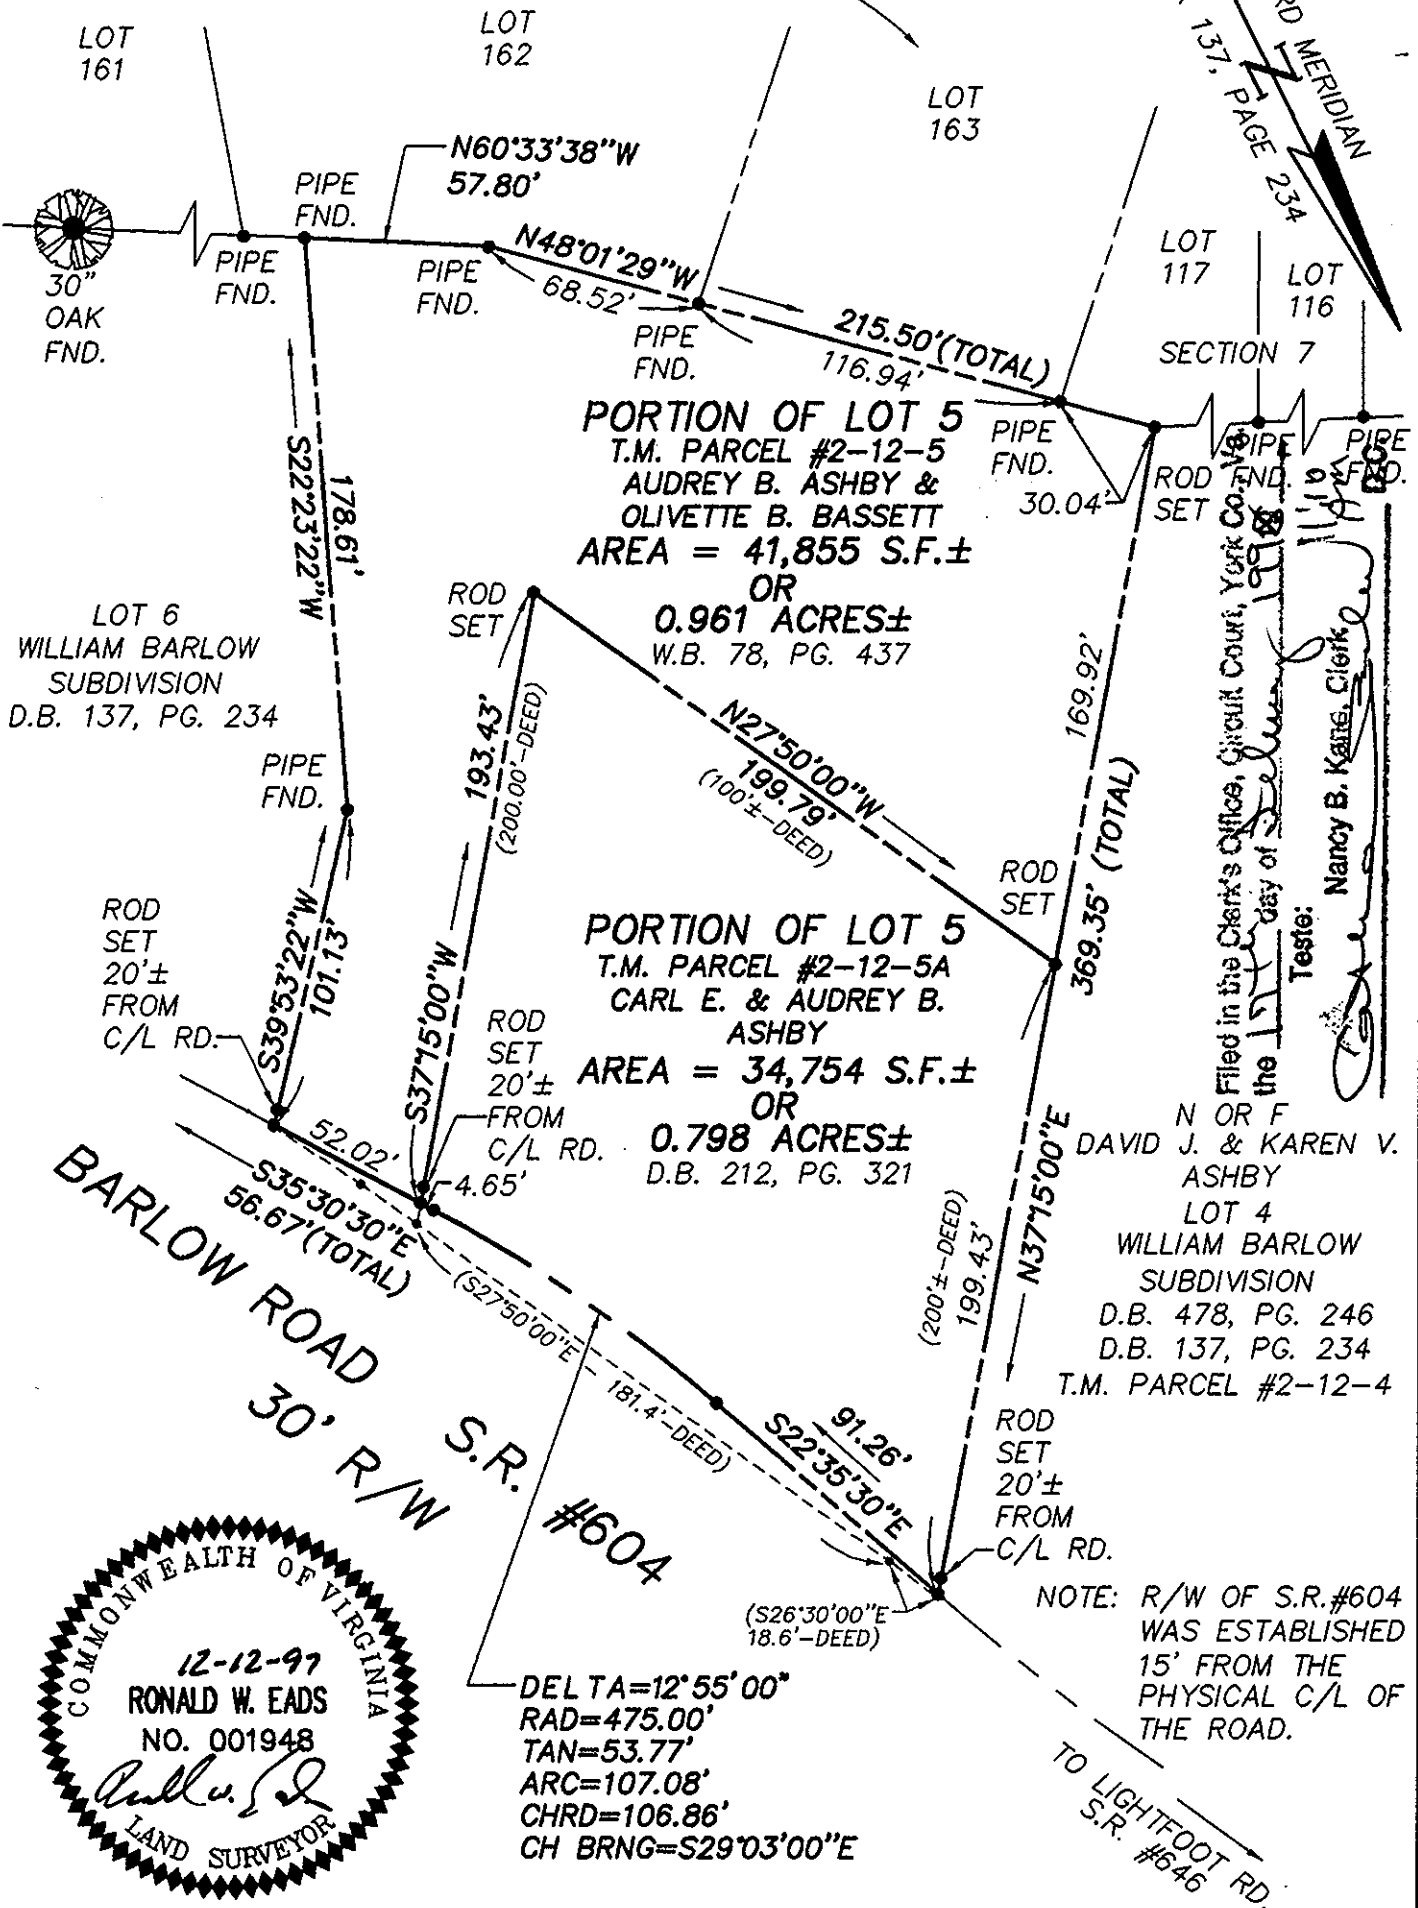 LOT
161
LOT
162
LOT
163
RD MERIDIAN
137, PAGE 234
N60°33'38"W
57.80'
PIPE
FND.
30"
OAK
FND.
PIPE
FND.
PIPE
FND.
N48°01'29"W
68.52'
PIPE
FND.
215.50'(TOTAL)
116.94'
LOT
117
LOT
116
SECTION 7
PIPE
FND.
30.04'
ROD
SET
PIPE
FND.
PIPE
FND.
PORTION OF LOT 5
T.M. PARCEL #2-12-5
AUDREY B. ASHBY &
OLIVETTE B. BASSETT
AREA = 41,855 S.F.±
OR
0.961 ACRES±
W.B. 78, PG. 437
S22°23'22"W
178.61'
LOT 6
WILLIAM BARLOW
SUBDIVISION
D.B. 137, PG. 234
ROD
SET
193.43'
(200.00'-DEED)
N27°50'00"W
199.79'
(100'±-DEED)
169.92'
369.35' (TOTAL)
Filed in the Clerk's Office, Circuit Court, York Co., Va.
the 17th day of 1998
Teste:
Nancy B. Kane, Clerk
PIPE
FND.
ROD
SET
ROD
SET
20'±
FROM
C/L RD.
S39°53'22"W
101.13'
S37°15'00"W
ROD
SET
20'±
FROM
C/L RD.
PORTION OF LOT 5
T.M. PARCEL #2-12-5A
CARL E. & AUDREY B.
ASHBY
AREA = 34,754 S.F.±
OR
0.798 ACRES±
D.B. 212, PG. 321
N OR F
DAVID J. & KAREN V.
ASHBY
LOT 4
WILLIAM BARLOW
SUBDIVISION
D.B. 478, PG. 246
D.B. 137, PG. 234
T.M. PARCEL #2-12-4
52.02'
4.65'
S35°30'30"E
56.67'(TOTAL)
(S27°50'00"E - 181.4'-DEED)
N37°15'00"E
(200'±-DEED)
199.43'
BARLOW ROAD S.R. #604
30' R/W
91.26'
S22°35'30"E
ROD
SET
20'±
FROM
C/L RD.
(S26°30'00"E
18.6'-DEED)
NOTE: R/W OF S.R.#604
WAS ESTABLISHED
15' FROM THE
PHYSICAL C/L OF
THE ROAD.
COMMONWEALTH OF VIRGINIA
12-12-97
RONALD W. EADS
NO. 001948
LAND SURVEYOR
DELTA=12°55'00"
RAD=475.00'
TAN=53.77'
ARC=107.08'
CHRD=106.86'
CH BRNG=S29°03'00"E
TO LIGHTFOOT RD.
S.R. #646